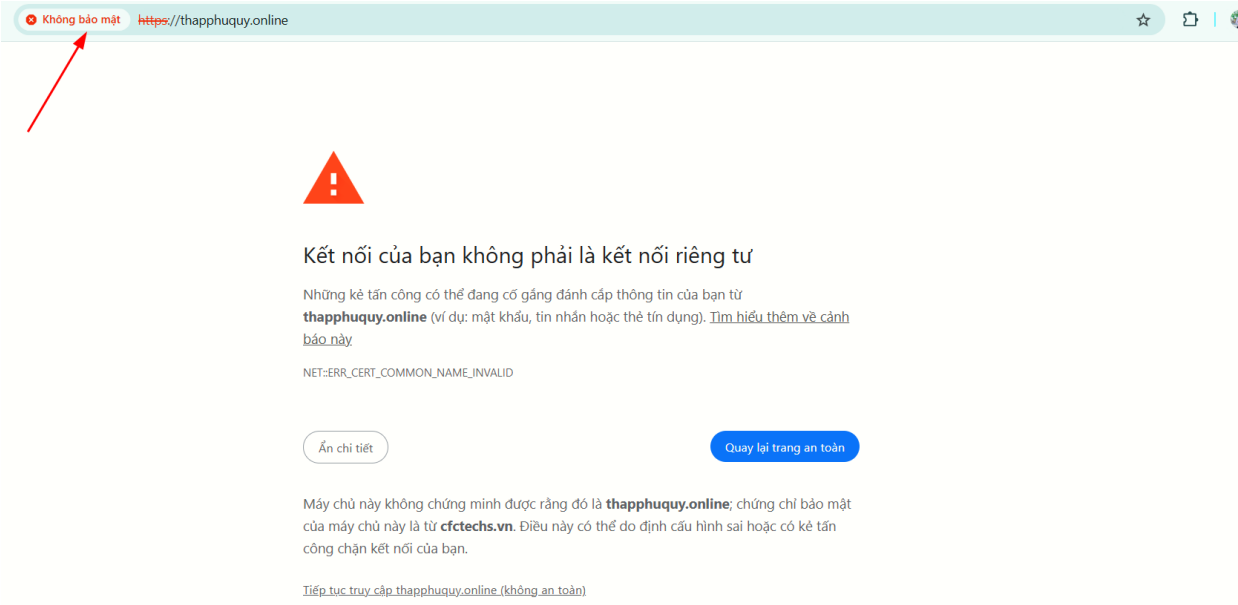 Không bảo mật https://thapphuquy.online
Kết nối của bạn không phải là kết nối riêng tư
Những kẻ tấn công có thể đang cố gắng đánh cắp thông tin của bạn từ
thapphuquy.online (ví dụ: mật khẩu, tin nhắn hoặc thẻ tín dụng). Tìm hiểu thêm về cảnh
báo này
NET::ERR_CERT_COMMON_NAME_INVALID
Ẩn chi tiết Quay lại trang an toàn
Máy chủ này không chứng minh được rằng đó là thapphuquy.online; chứng chỉ bảo mật
của máy chủ này là từ cfctechs.vn. Điều này có thể do định cấu hình sai hoặc có kẻ tấn
công chặn kết nối của bạn.
Tiếp tục truy cập thapphuquy.online (không an toàn)